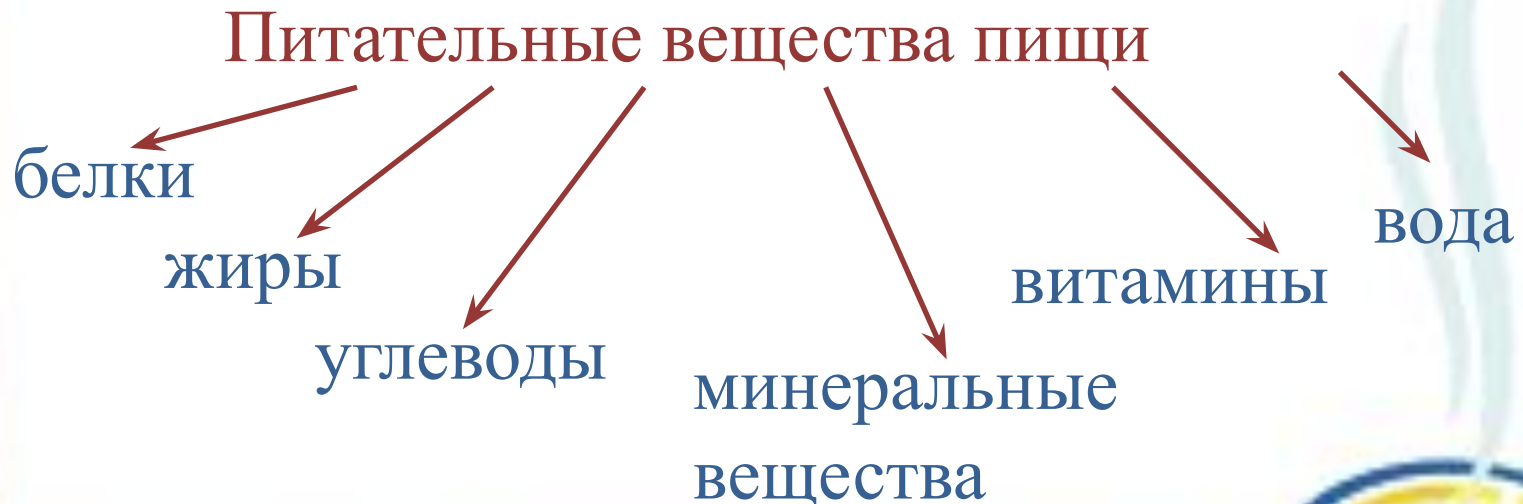 Питательные вещества пищи
белки
жиры
углеводы
минеральные
вещества
витамины
вода